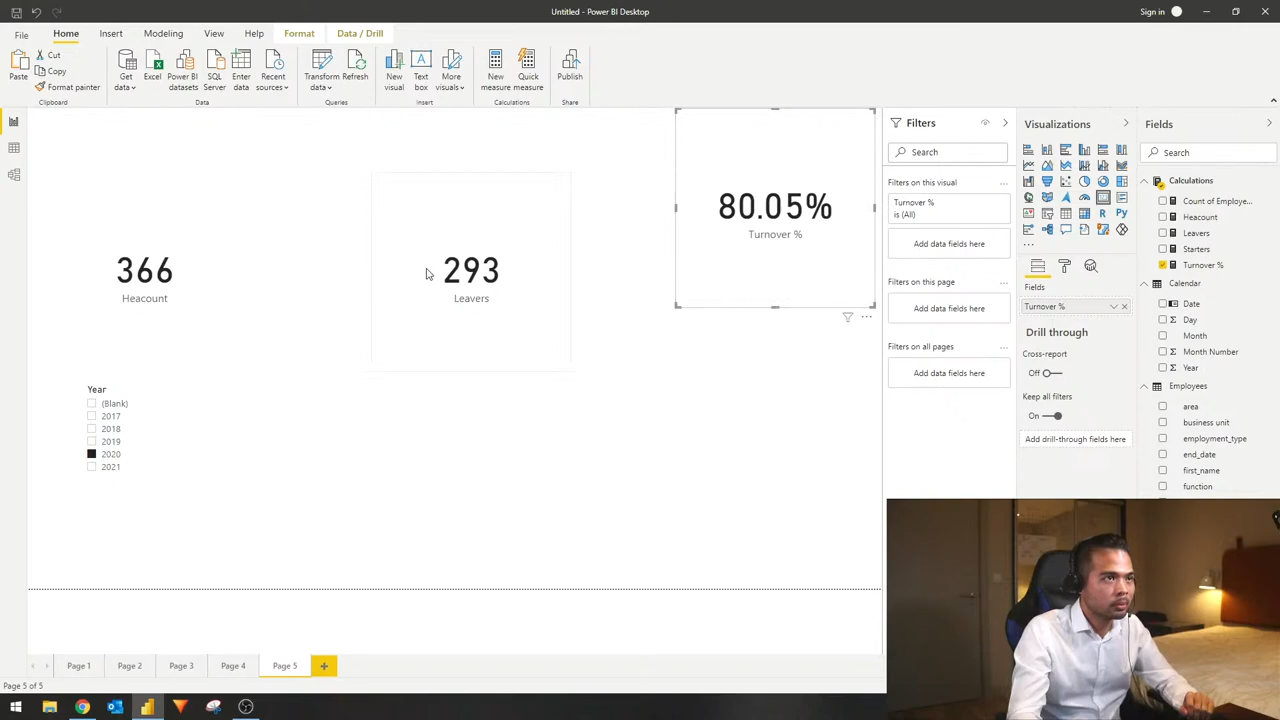 Untitled - Power BI Desktop
Sign in
File
Home
Insert
Modeling
View
Help
Format
Data / Drill
Paste
Cut
Copy
Format painter
Get data
Excel
Power BI datasets
SQL Server
Enter data
Recent sources
Transform data
Refresh
New visual
Text box
More visuals
New measure
Quick measure
Publish
Clipboard
Data
Queries
Insert
Calculations
Share
366
Heacount
293
Leavers
80.05%
Turnover %
Year
(Blank)
2017
2018
2019
2020
2021
Filters
Search
Filters on this visual
Turnover %
is (All)
Add data fields here
Filters on this page
Add data fields here
Filters on all pages
Add data fields here
Visualizations
R
Py
Fields
Turnover %
Drill through
Cross-report
Off
Keep all filters
On
Add drill-through fields here
Fields
Search
Calculations
Count of Employe...
Heacount
Leavers
Starters
Turnover %
Calendar
Date
Day
Month
Month Number
Year
Employees
area
business unit
employment_type
end_date
first_name
function
Page 1
Page 2
Page 3
Page 4
Page 5
Page 5 of 5